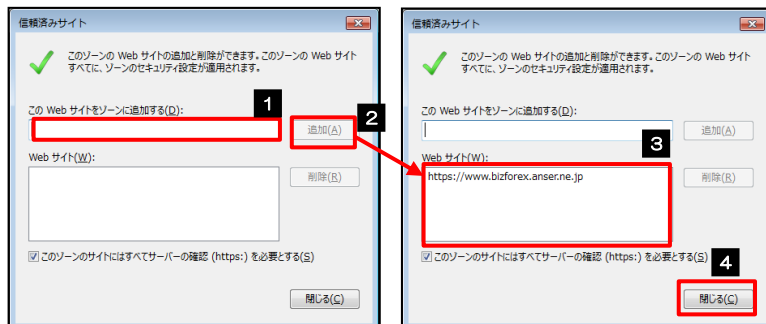 信頼済みサイト
このゾーンの Web サイトの追加と削除ができます。このゾーンの Web サイト
すべてに、ゾーンのセキュリティ設定が適用されます。
この Web サイトをゾーンに追加する(D):
1
追加(A)
2
Web サイト(W):
削除(R)
このゾーンのサイトにはすべてサーバーの確認 (https:) を必要とする(S)
閉じる(C)
信頼済みサイト
このゾーンの Web サイトの追加と削除ができます。このゾーンの Web サイト
すべてに、ゾーンのセキュリティ設定が適用されます。
この Web サイトをゾーンに追加する(D):
追加(A)
3
Web サイト(W):
https://www.bizforex.anser.ne.jp
削除(R)
このゾーンのサイトにはすべてサーバーの確認 (https:) を必要とする(S)
4
閉じる(C)